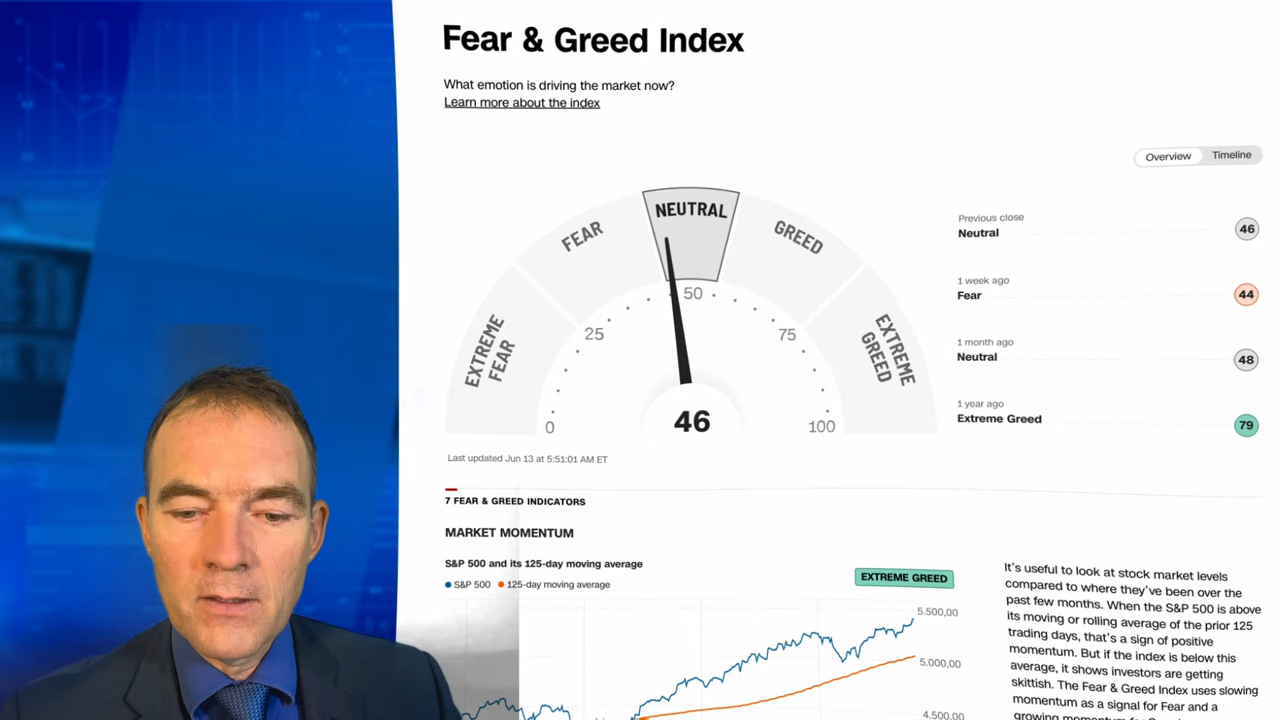 Fear & Greed Index
What emotion is driving the market now?
Learn more about the index
Overview
Timeline
EXTREME FEAR
FEAR
NEUTRAL
GREED
EXTREME GREED
0
25
50
75
100
46
Last updated Jun 13 at 5:51:01 AM ET
Previous close
Neutral
46
1 week ago
Fear
44
1 month ago
Neutral
48
1 year ago
Extreme Greed
79
7 FEAR & GREED INDICATORS
MARKET MOMENTUM
S&P 500 and its 125-day moving average
S&P 500
125-day moving average
EXTREME GREED
5.500,00
5.000,00
4.500,00
It's useful to look at stock market levels
compared to where they've been over the
past few months. When the S&P 500 is above
its moving or rolling average of the prior 125
trading days, that's a sign of positive
momentum. But if the index is below this
average, it shows investors are getting
skittish. The Fear & Greed Index uses slowing
momentum as a signal for Fear and a
growing momentum for